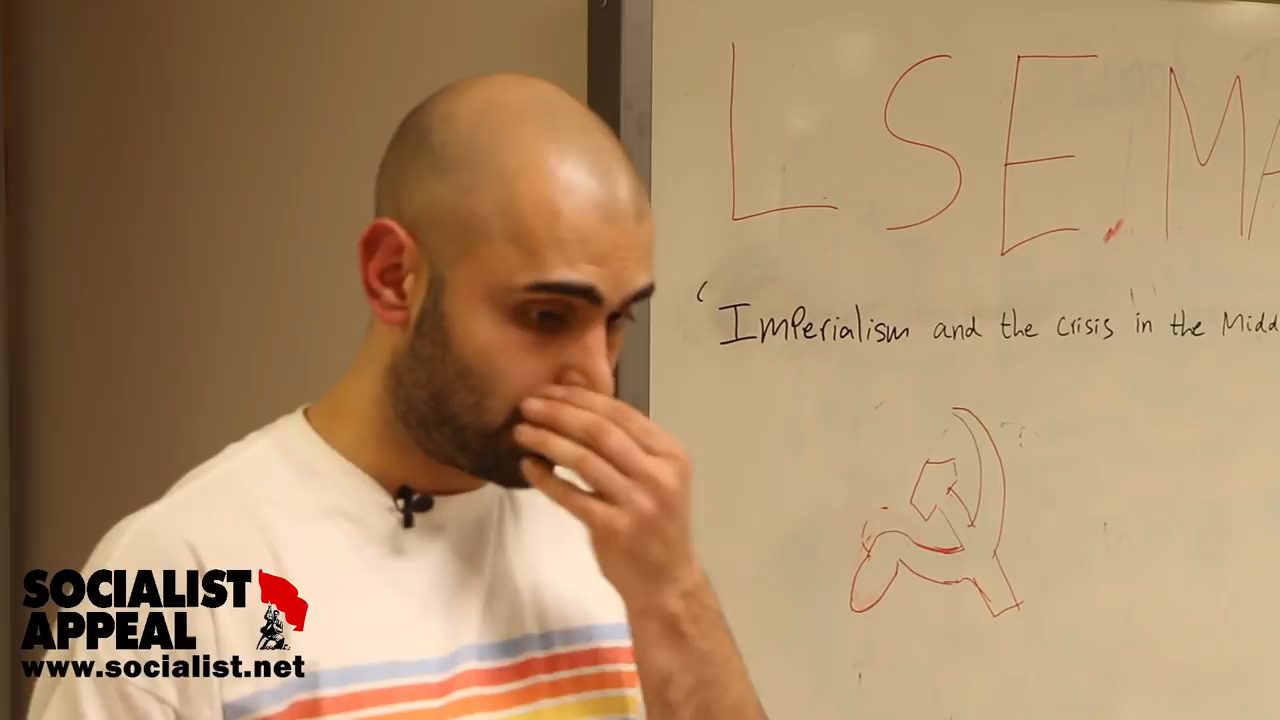 LSE.MA
'Imperialism and the crisis in the Midd
SOCIALIST
APPEAL
www.socialist.net